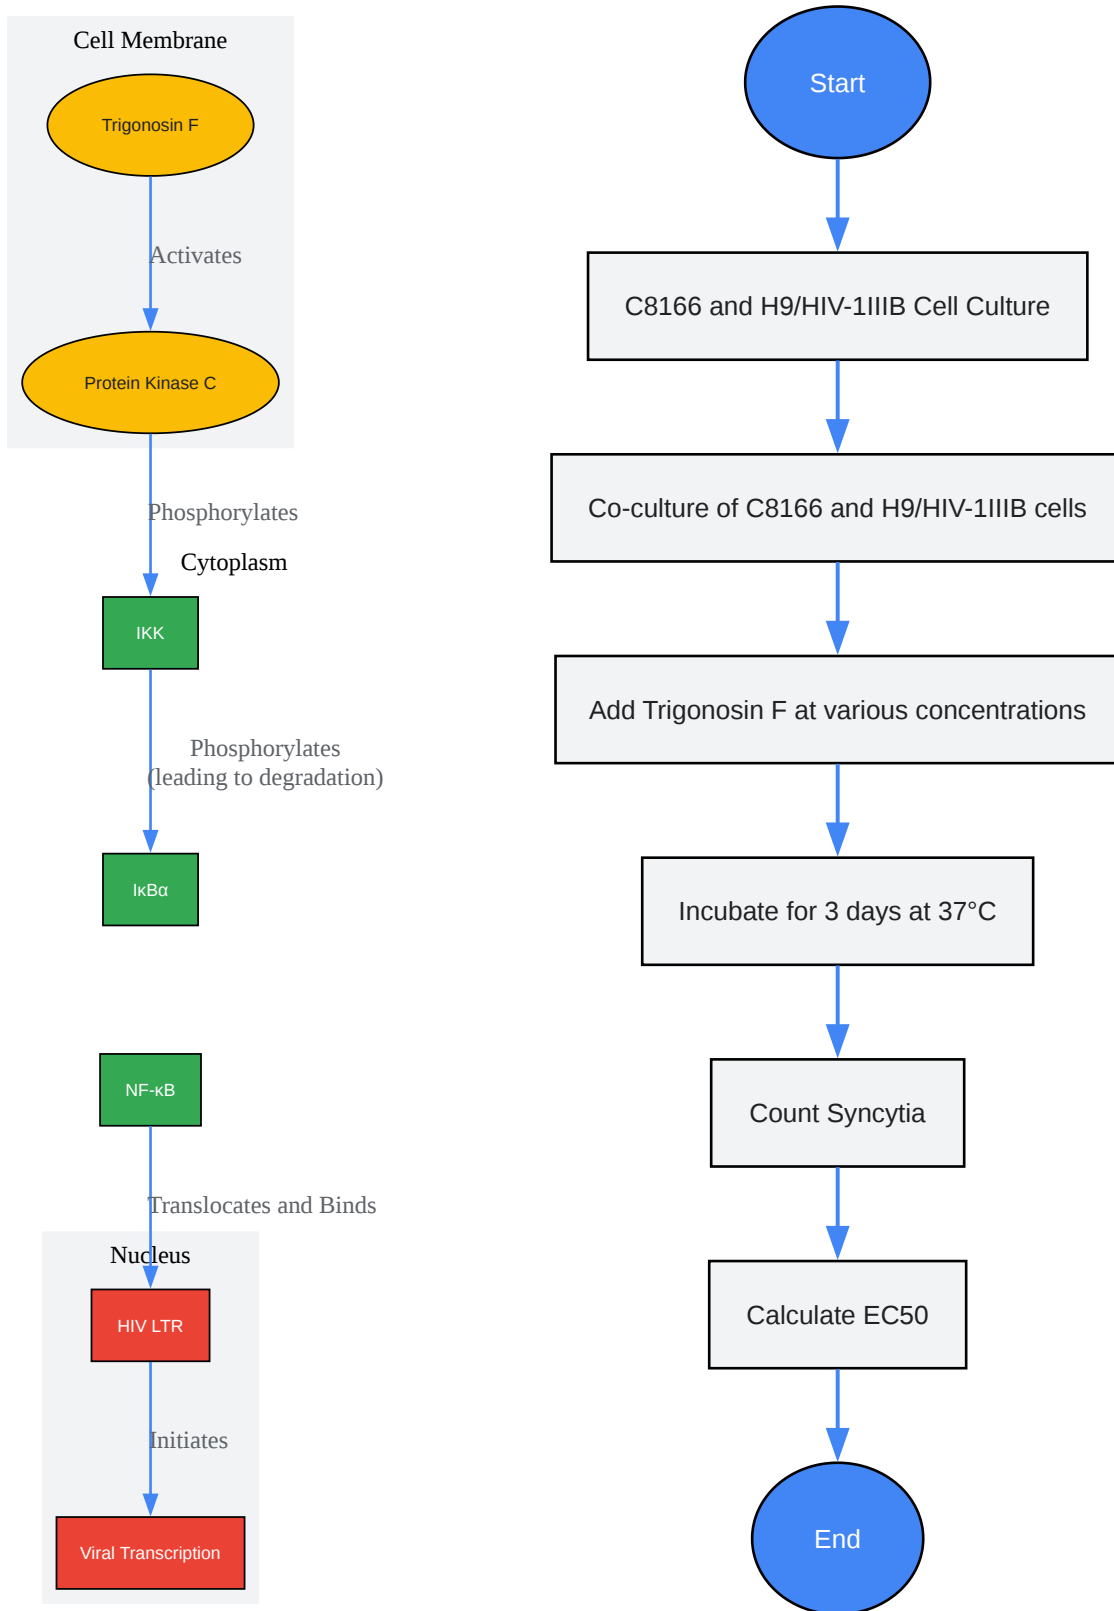 Cell Membrane
Trigonosin F
Activates
Protein Kinase C
Phosphorylates
Cytoplasm
IKK
Phosphorylates
(leading to degradation)
IκBα
NF-κB
Translocates and Binds
Nucleus
HIV LTR
Initiates
Viral Transcription
Start
C8166 and H9/HIV-1IIIB Cell Culture
Co-culture of C8166 and H9/HIV-1IIIB cells
Add Trigonosin F at various concentrations
Incubate for 3 days at 37°C
Count Syncytia
Calculate EC50
End